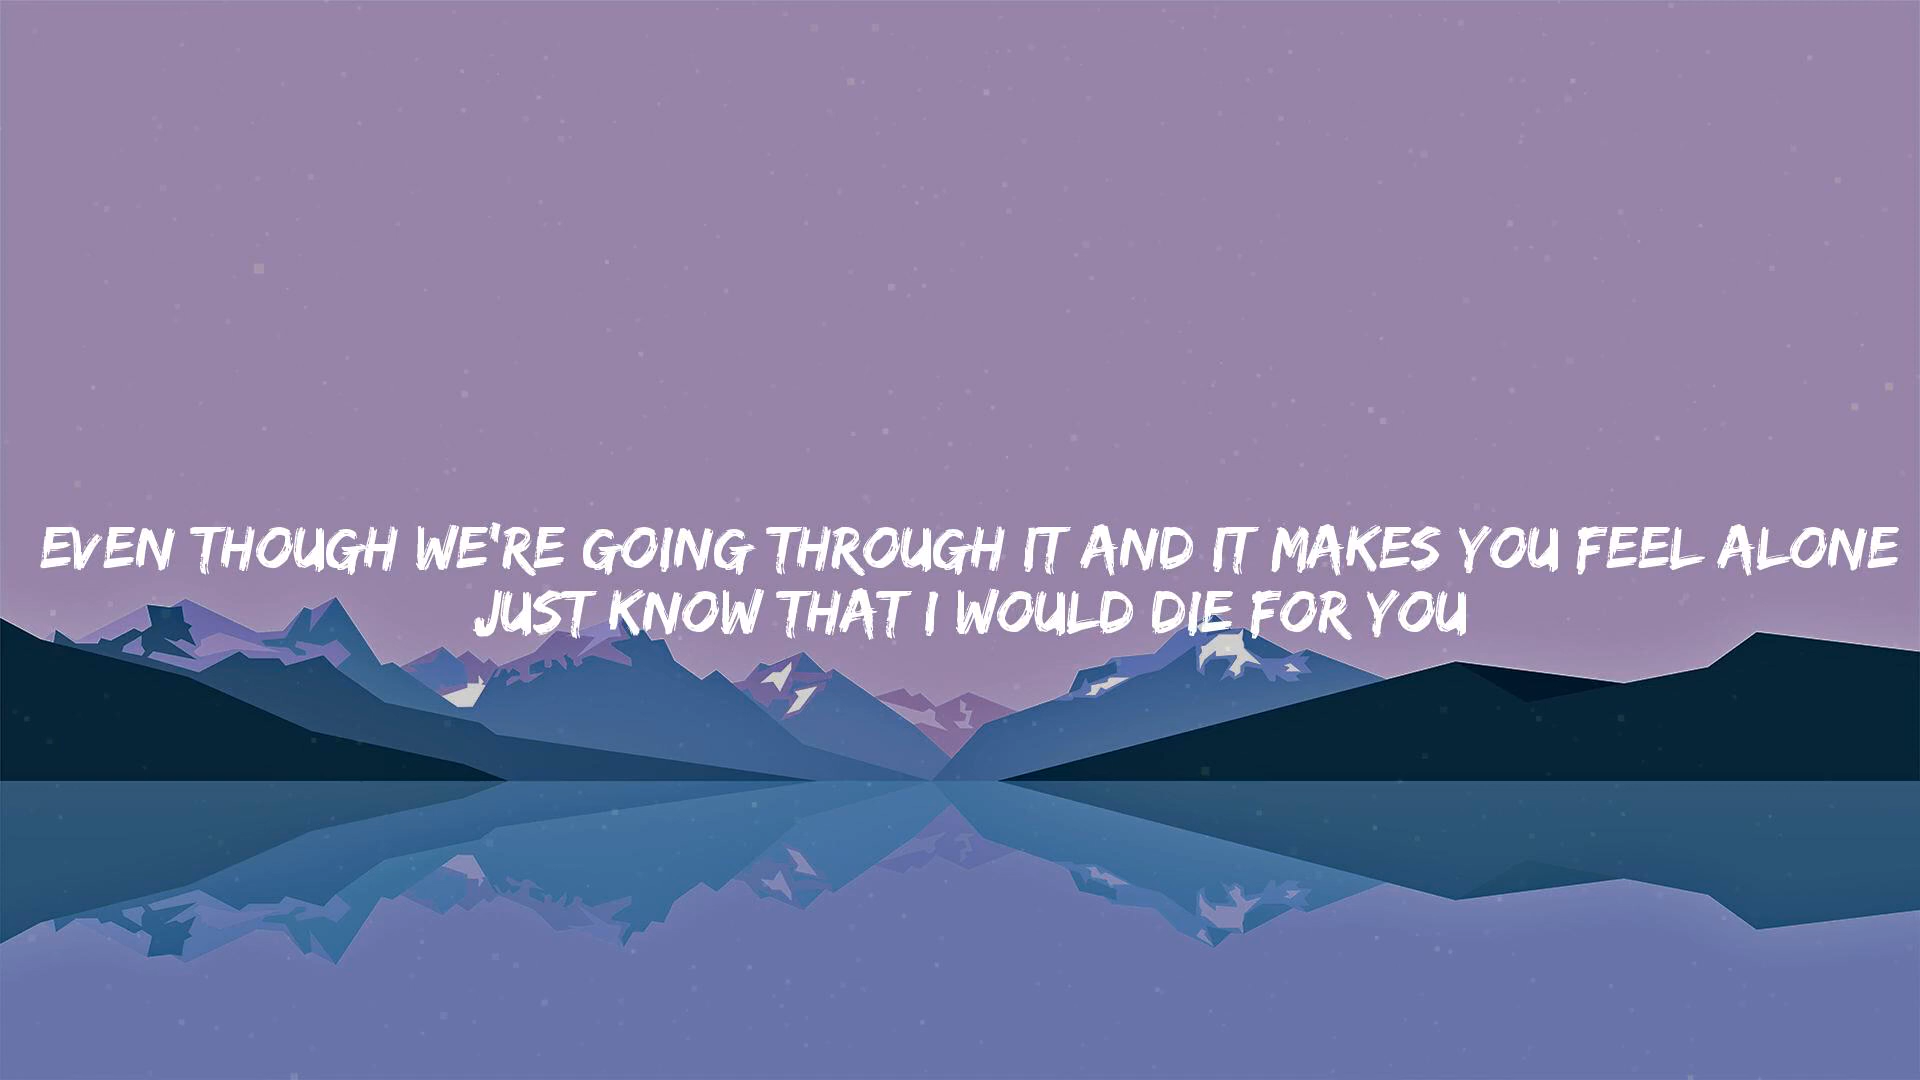 EVEN THOUGH WE'RE GOING THROUGH IT AND IT MAKES YOU FEEL ALONE
JUST KNOW THAT I WOULD DIE FOR YOU